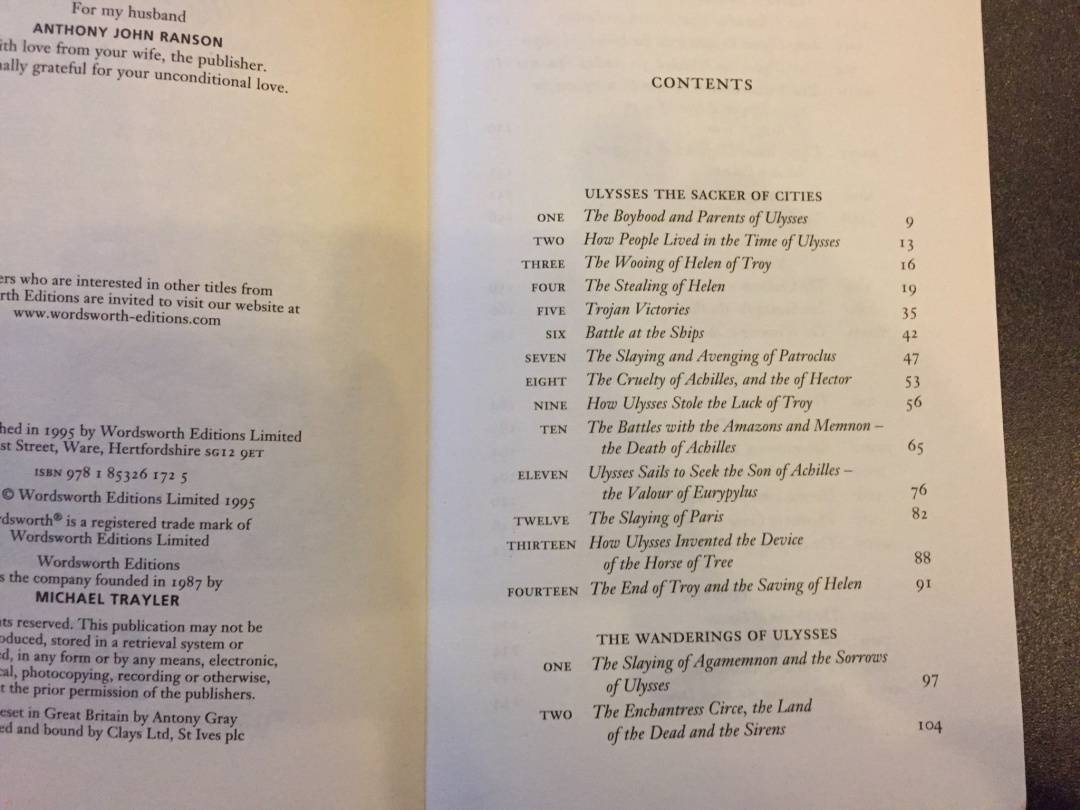 For my husband
ANTHONY JOHN RANSON
love from your wife, the publisher.
grateful for your unconditional love.
who are interested in other titles from
Editions are invited to visit our website at
www.wordsworth-editions.com
in 1995 by Wordsworth Editions Limited
Street, Ware, Hertfordshire SG12 9ET
ISBN 978 1 85326 172 5
© Wordsworth Editions Limited 1995
is a registered trade mark of
Wordsworth Editions Limited
Wordsworth Editions
the company founded in 1987 by
MICHAEL TRAYLER
reserved. This publication may not be
stored in a retrieval system or
in any form or by any means, electronic,
photocopying, recording or otherwise,
the prior permission of the publishers.
in Great Britain by Antony Gray
and bound by Clays Ltd, St Ives plc
CONTENTS
ULYSSES THE SACKER OF CITIES
ONE The Boyhood and Parents of Ulysses 9
TWO How People Lived in the Time of Ulysses 13
THREE The Wooing of Helen of Troy 16
FOUR The Stealing of Helen 19
FIVE Trojan Victories 35
SIX Battle at the Ships 42
SEVEN The Slaying and Avenging of Patroclus 47
EIGHT The Cruelty of Achilles, and the of Hector 53
NINE How Ulysses Stole the Luck of Troy 56
TEN The Battles with the Amazons and Memnon –
the Death of Achilles 65
ELEVEN Ulysses Sails to Seek the Son of Achilles –
the Valour of Eurypylus 76
TWELVE The Slaying of Paris 82
THIRTEEN How Ulysses Invented the Device
of the Horse of Tree 88
FOURTEEN The End of Troy and the Saving of Helen 91
THE WANDERINGS OF ULYSSES
ONE The Slaying of Agamemnon and the Sorrows
of Ulysses 97
TWO The Enchantress Circe, the Land
of the Dead and the Sirens 104